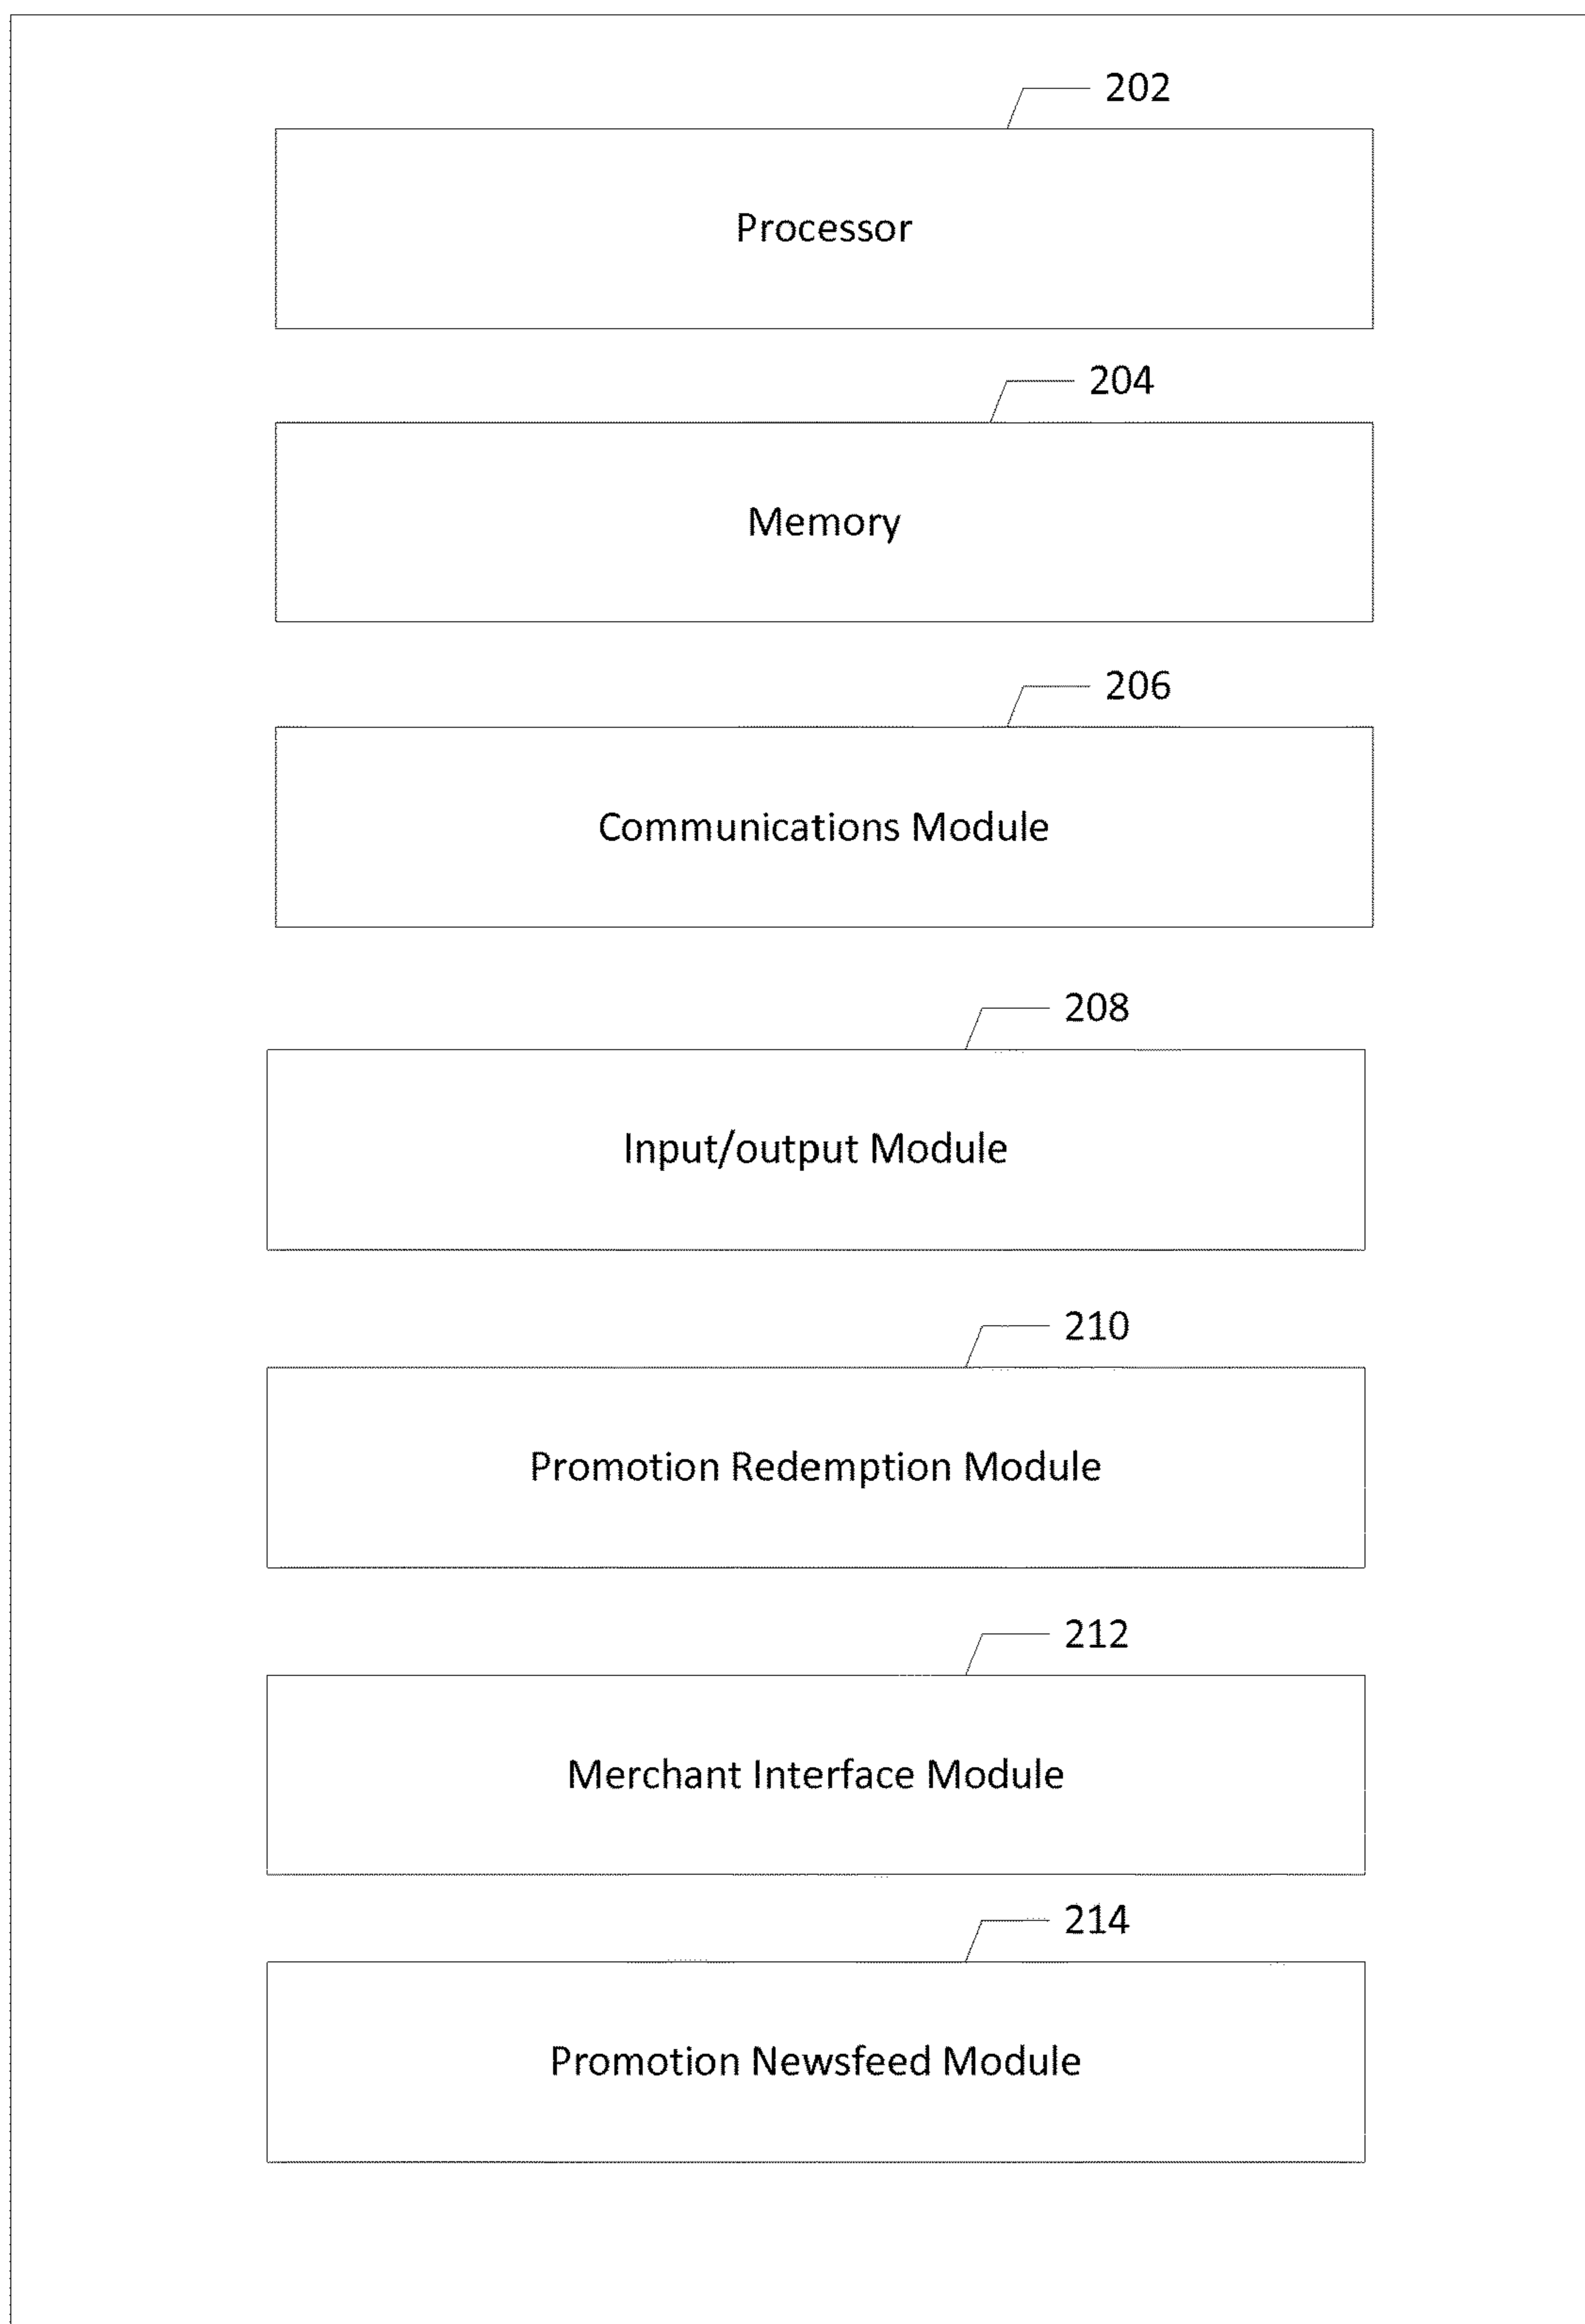 202
Processor
204
Memory
206
Communications Module
208
Input/output Module
210
Promotion Redemption Module
212
Merchant Interface Module
214
Promotion Newsfeed Module